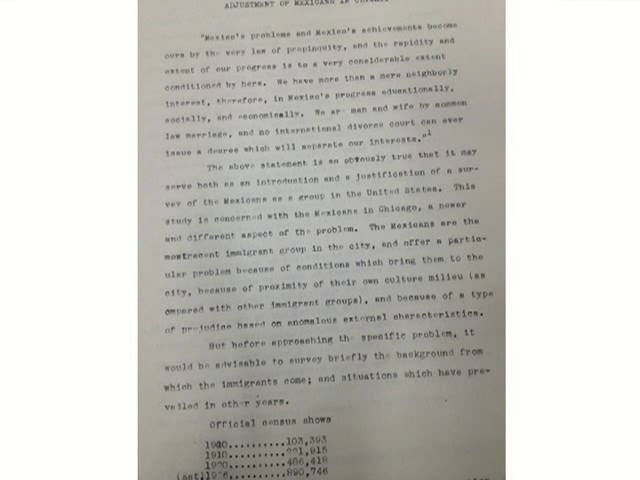 ADJUSTMENT OF MEXICANS IN
"Mexico's problems and Mexico's achievements become
ours by the very law of propinquity, and the rapidity and
extent of our progress is to a very considerable extent
conditioned by hers. We have more than a mere neighborly
interest, therefore, in Mexico's progress educationally,
socially, and economically. We ar man and wife by common
law marriage, and no international divorce court can ever
issue a decree which will separate our interests."1
The above statement is so obvously true that it may
serve both as an introduction and a justification of a sur-
vey of the Mexicans as a group in the United States. This
study is concerned with the Mexicans in Chicago, a newer
and different aspect of the problem. The Mexicans are the
mostrecent immigrant group in the city, and offer a partic-
ular problem because of conditions which bring them to the
city, because of proximity of their own culture milieu (as
ompared with other immigrant groups), and because of a type
of prejudice based on anomalous external characteristics.
But before approaching the specific problem, it
would be advisable to survey briefly the background from
which the immigrants come; and situations which have pre-
vailed in other years.
Official census shows
1900..........103,393
1910..........221,915
1920..........486,418
(est)1926..........890,746